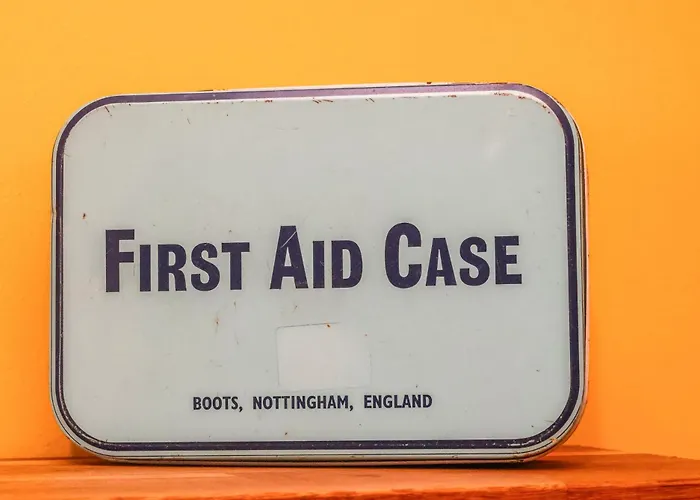 FIRST AID CASE
BOOTS, NOTTINGHAM, ENGLAND